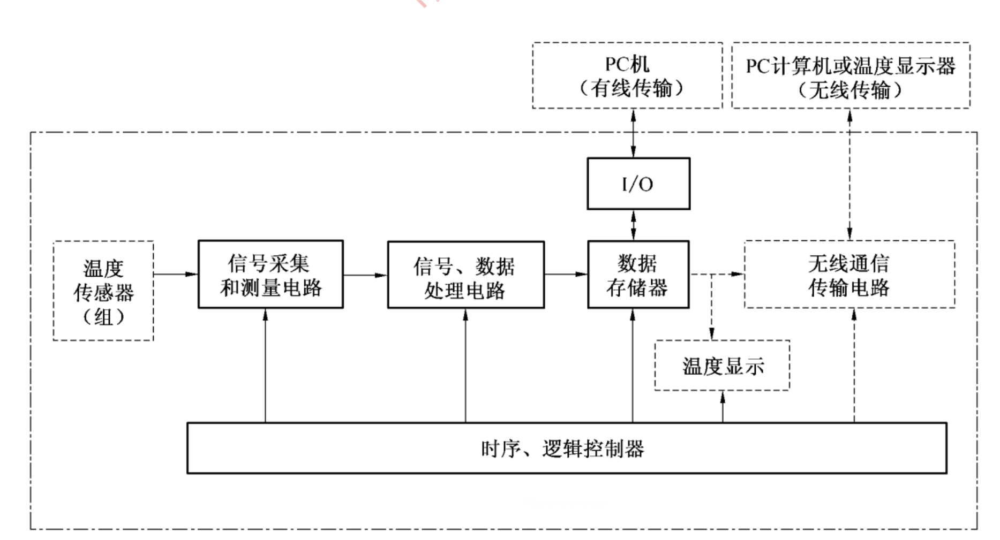 PC机
（有线传输）
PC计算机或温度显示器
（无线传输）
I/O
温度
传感器
（组）
信号采集
和测量电路
信号、数据
处理电路
数据
存储器
无线通信
传输电路
温度显示
时序、逻辑控制器